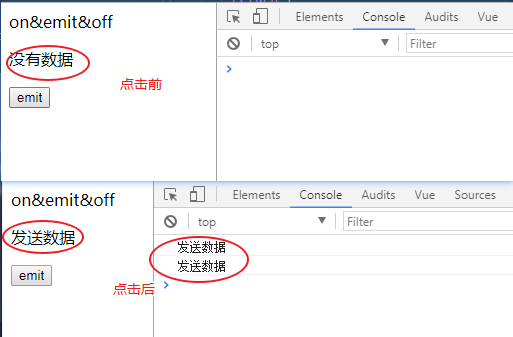 on&emit&off
没有数据
emit
点击前
Elements Console Audits Vue
top Filter
on&emit&off
发送数据
emit
点击后
Elements Console Audits Vue Sources
top Filter
发送数据
发送数据